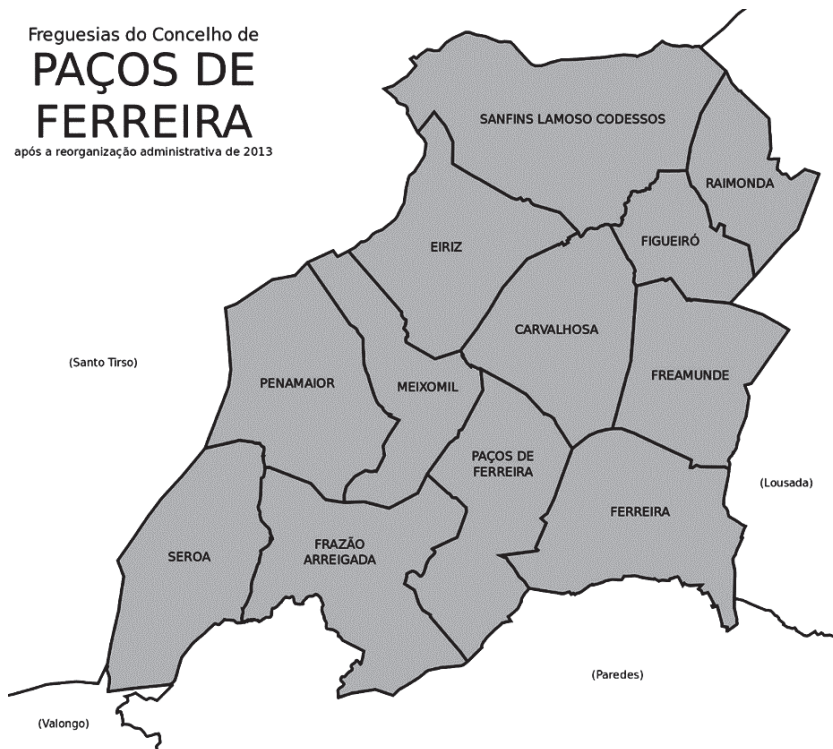 Freguesias do Concelho de
PAÇOS DE
FERREIRA
após a reorganização administrativa de 2013
SANFINS LAMOSO CODESSOS
RAIMONDA
FIGUEIRÓ
EIRIZ
CARVALHOSA
(Santo Tirso)
PENAMAIOR
MEIXOMIL
FREAMUNDE
PAÇOS DE
FERREIRA
(Lousada)
FERREIRA
FRAZÃO
ARREIGADA
SEROA
(Paredes)
(Valongo)